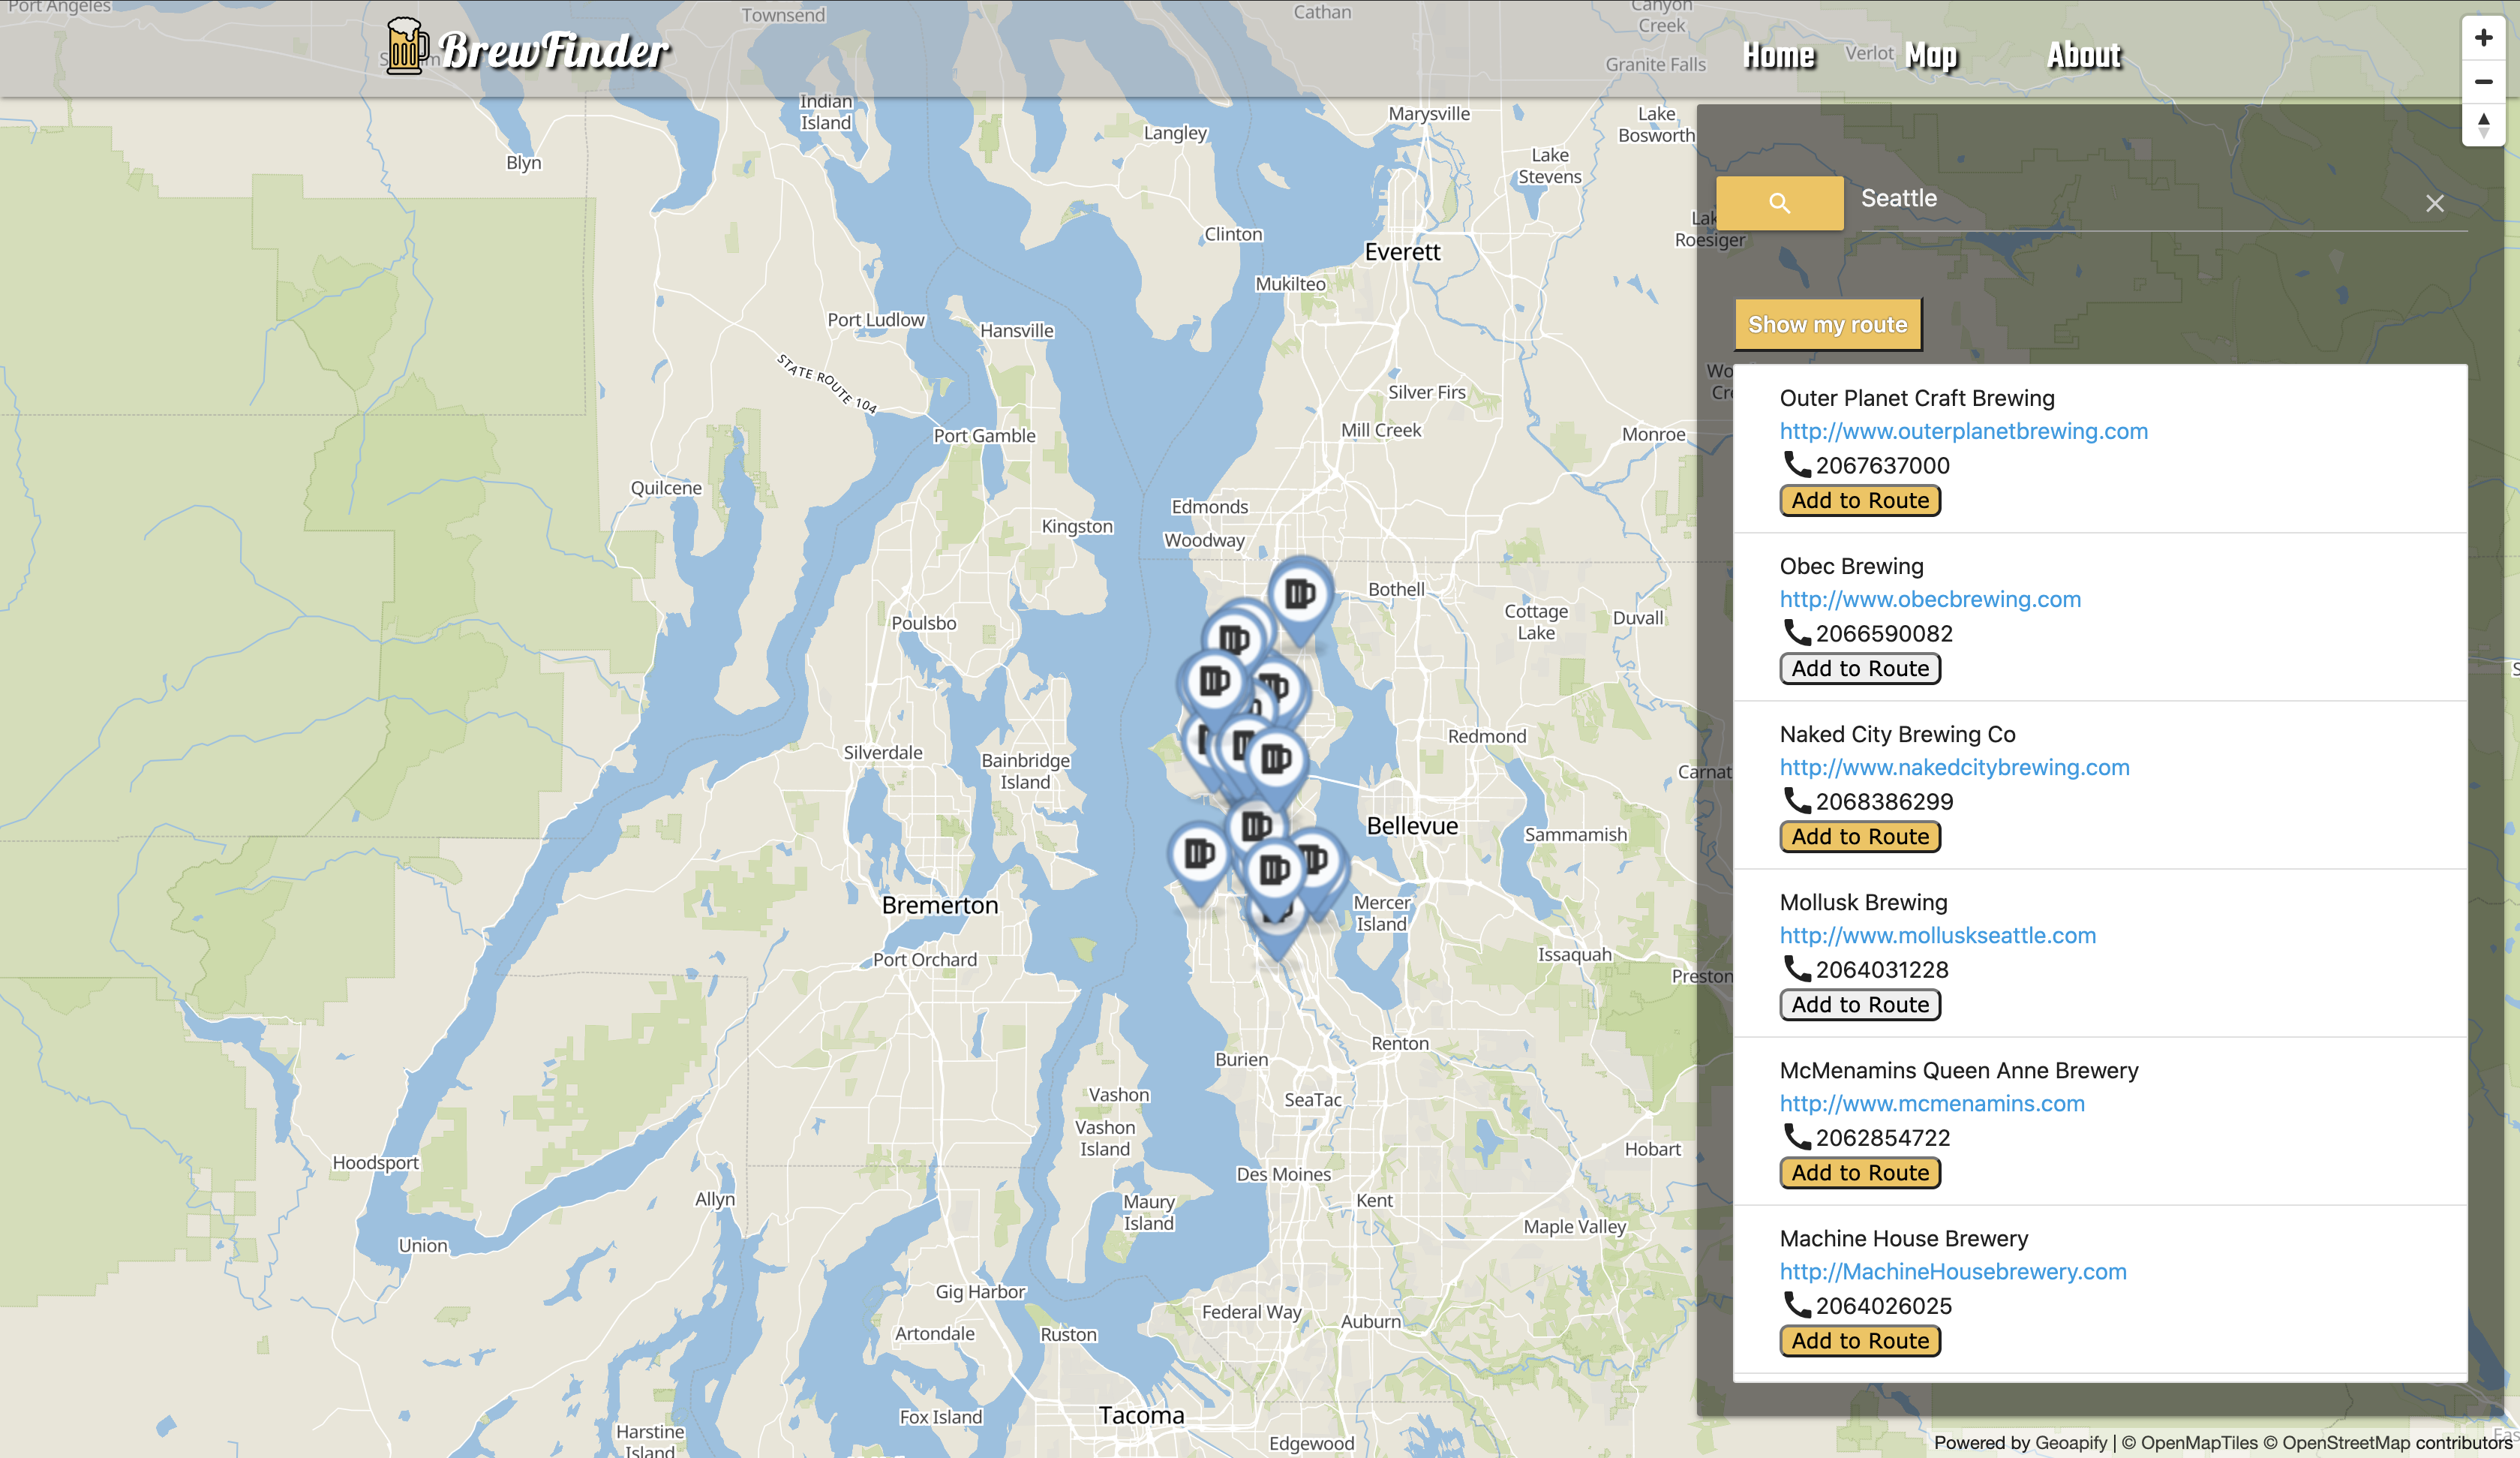 BrewFinder
Home
Map
About
Seattle
Show my route
Outer Planet Craft Brewing
http://www.outerplanetbrewing.com
2067637000
Add to Route
Obec Brewing
http://www.obecbrewing.com
2066590082
Add to Route
Naked City Brewing Co
http://www.nakedcitybrewing.com
2068386299
Add to Route
Mollusk Brewing
http://www.molluskseattle.com
2064031228
Add to Route
McMenamins Queen Anne Brewery
http://www.mcmenamins.com
2062854722
Add to Route
Machine House Brewery
http://MachineHousebrewery.com
2064026025
Add to Route
Port Angeles
Townsend
Cathan
Canyon
Creek
Verlot
Granite Falls
Indian
Island
Blyn
Langley
Marysville
Lake
Bosworth
Lake
Stevens
Clinton
Everett
Roesiger
Mukilteo
Port Ludlow
Hansville
STATE ROUTE 104
Silver Firs
Port Gamble
Mill Creek
Monroe
Quilcene
Edmonds
Kingston
Woodway
Bothell
Cottage
Lake
Duvall
Poulsbo
Silverdale
Bainbridge
Island
Redmond
Carnat
Bellevue
Sammamish
Bremerton
Mercer
Island
Port Orchard
Issaquah
Preston
Renton
Burien
Vashon
SeaTac
Vashon
Island
Hobart
Hoodsport
Des Moines
Allyn
Maury
Island
Kent
Maple Valley
Union
Gig Harbor
Federal Way
Auburn
Artondale
Ruston
Fox Island
Tacoma
Harstine
Island
Edgewood
Powered by Geoapify | © OpenMapTiles © OpenStreetMap contributors